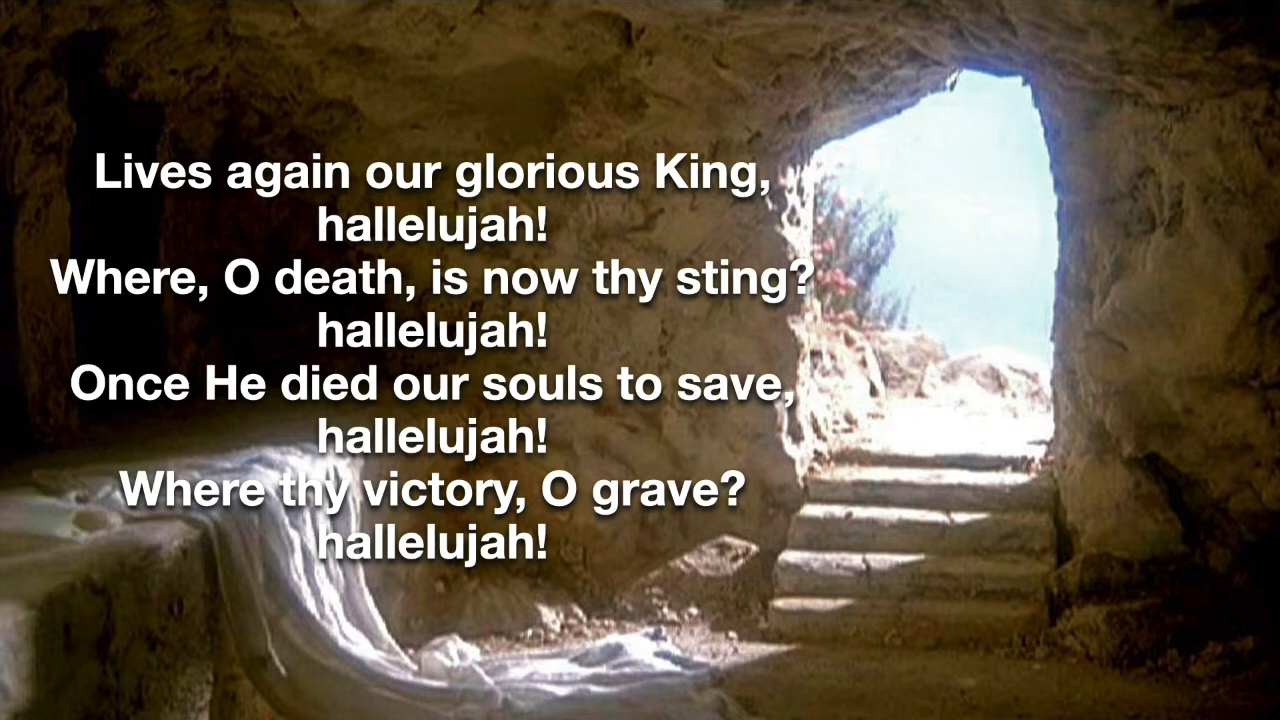 Lives again our glorious King,
hallelujah!
Where, O death, is now thy sting?
hallelujah!
Once He died our souls to save,
hallelujah!
Where thy victory, O grave?
hallelujah!